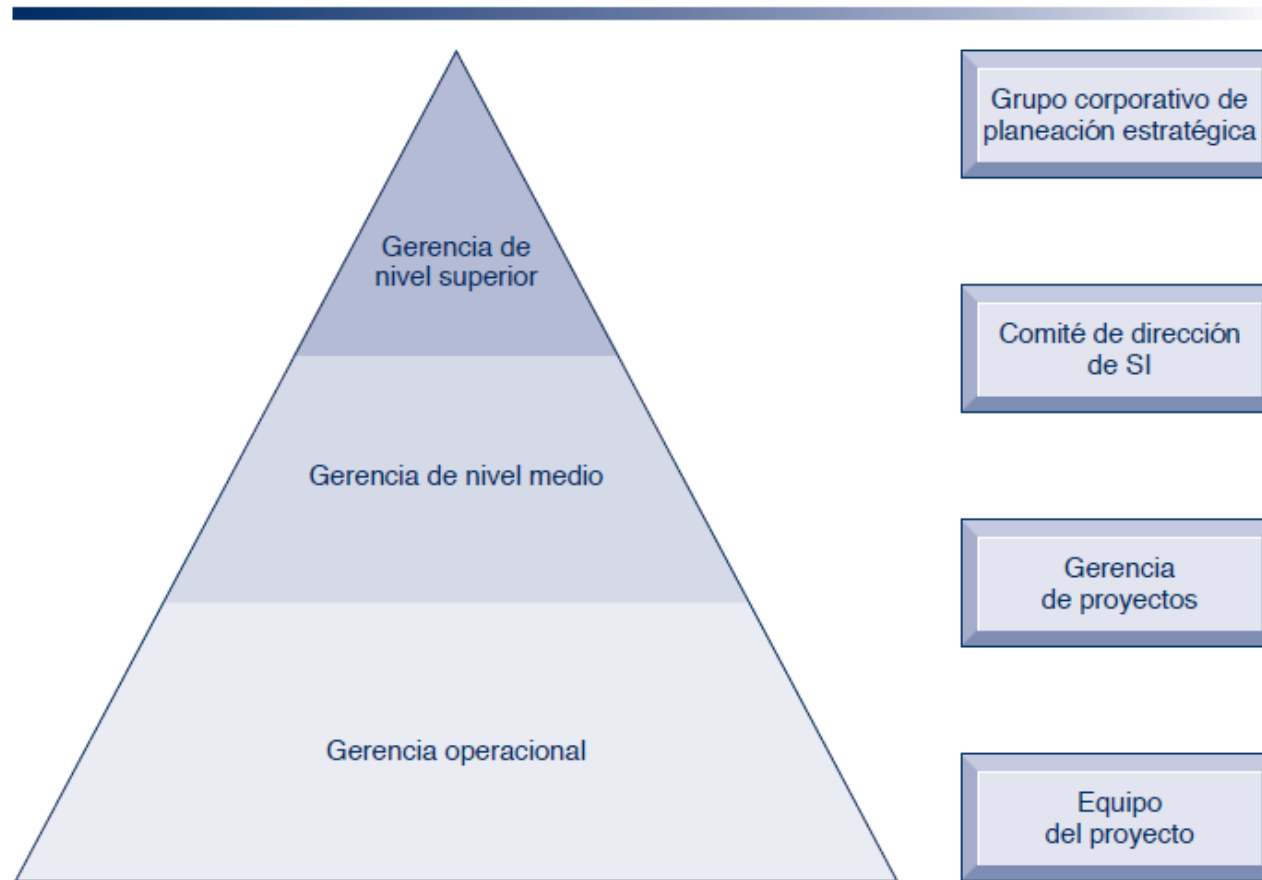 Grupo corporativo de
planeación estratégica
Gerencia de
nivel superior
Comité de dirección
de SI
Gerencia de nivel medio
Gerencia
de proyectos
Gerencia operacional
Equipo
del proyecto